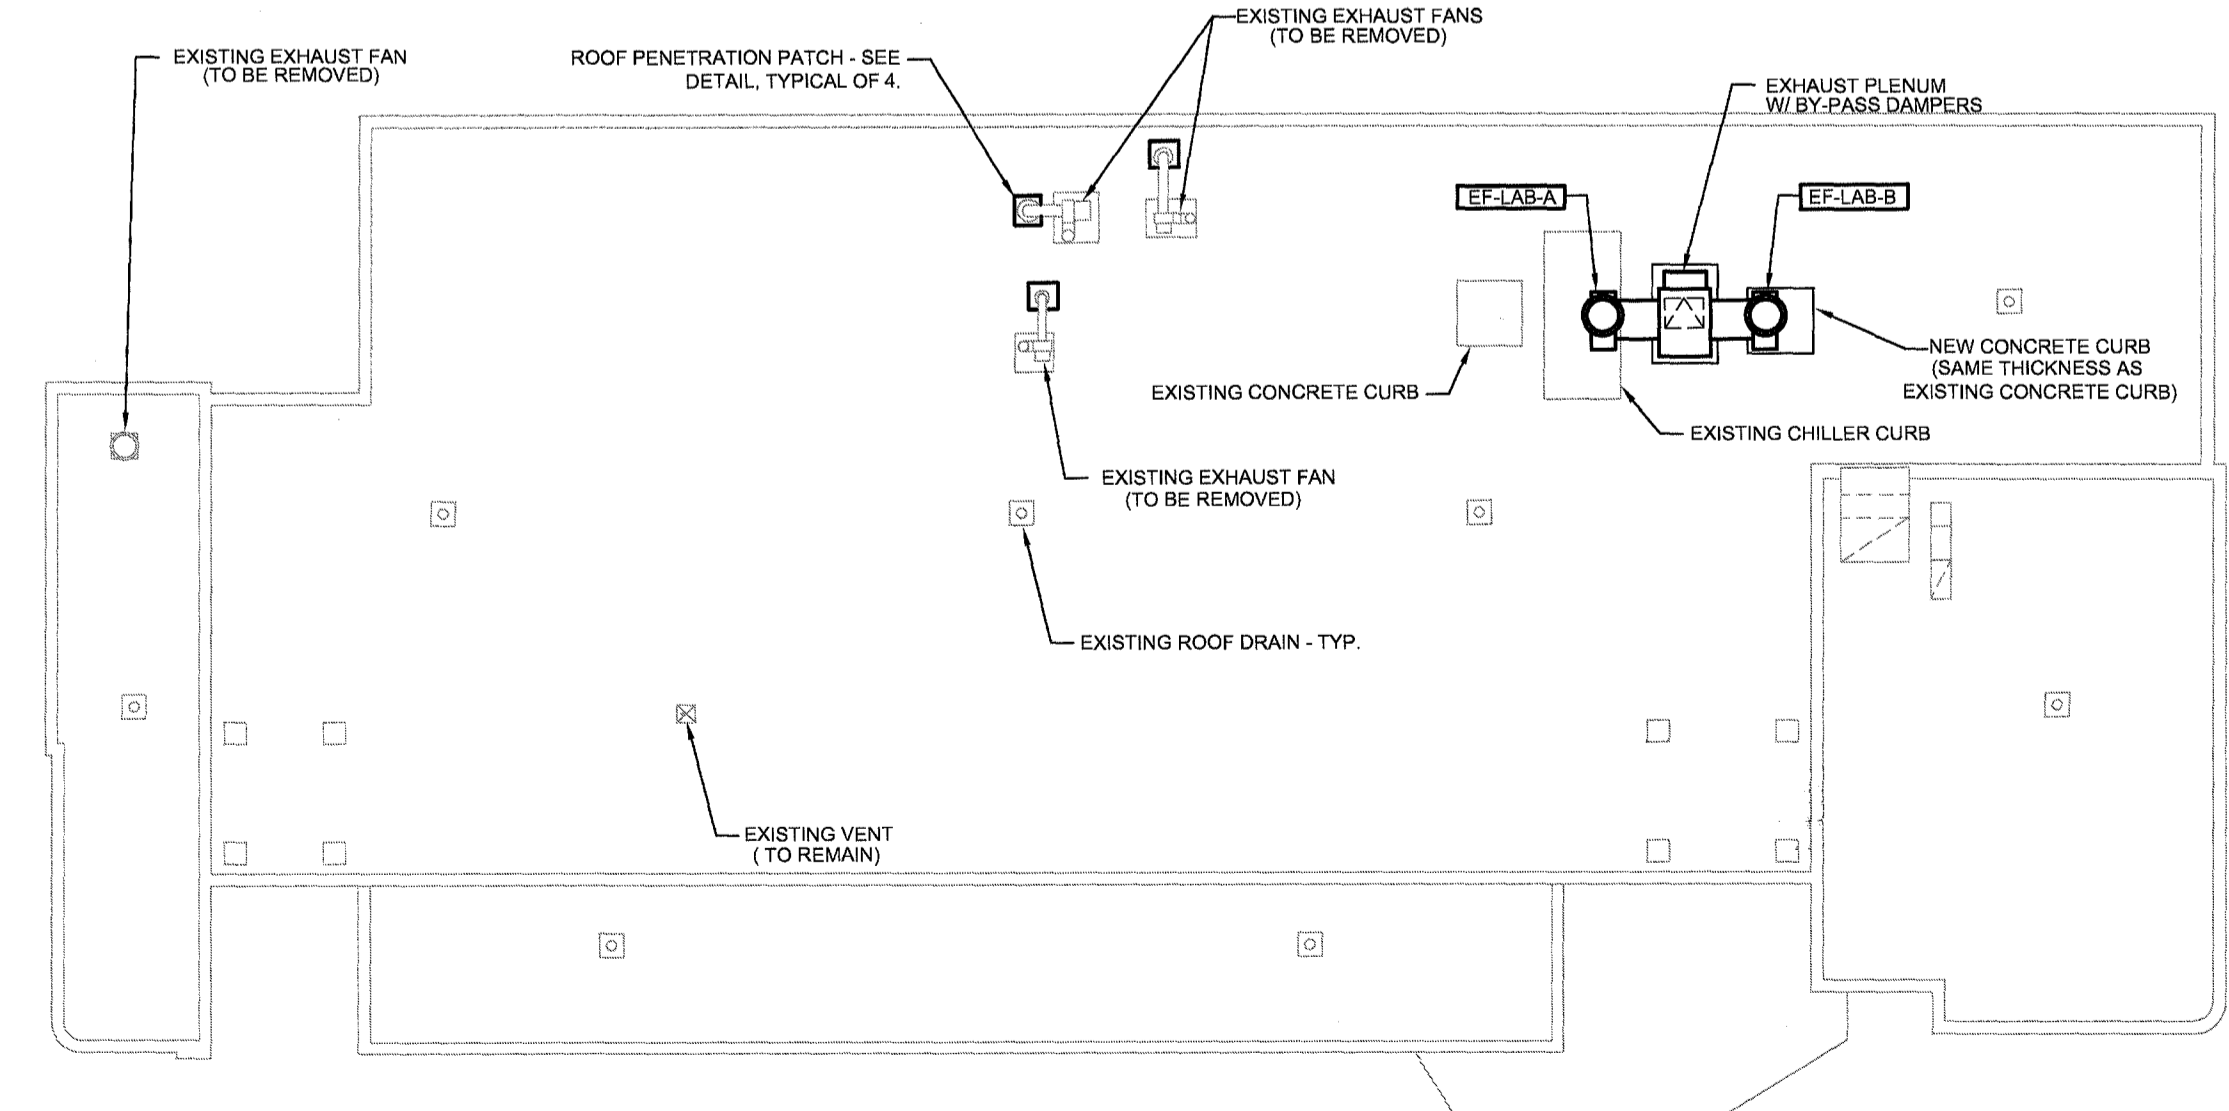 EXISTING EXHAUST FANS
(TO BE REMOVED)
EXISTING EXHAUST FAN
(TO BE REMOVED)
ROOF PENETRATION PATCH - SEE
DETAIL, TYPICAL OF 4.
EXHAUST PLENUM
W/ BY-PASS DAMPERS
EF-LAB-A
EF-LAB-B
NEW CONCRETE CURB
(SAME THICKNESS AS
EXISTING CONCRETE CURB)
EXISTING CONCRETE CURB
EXISTING CHILLER CURB
EXISTING EXHAUST FAN
(TO BE REMOVED)
EXISTING ROOF DRAIN - TYP.
EXISTING VENT
( TO REMAIN)